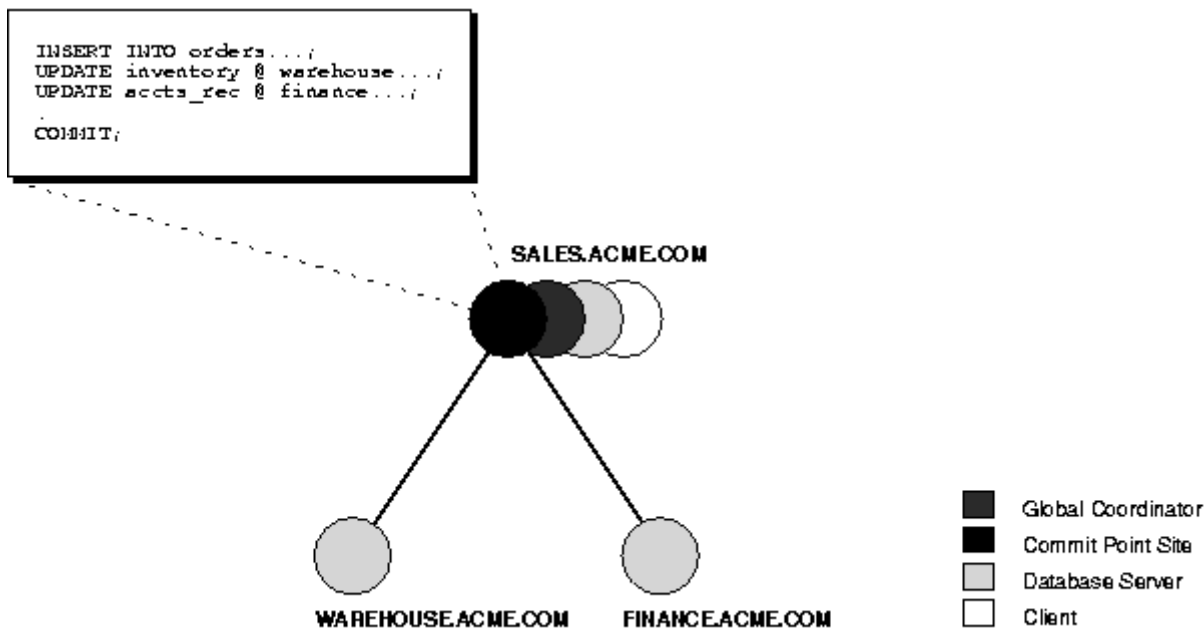 INSERT INTO orders...;
UPDATE inventory @ warehouse...;
UPDATE accts_rec @ finance...;
.
COMMIT;
SALES.ACME.COM
WAREHOUSE.ACME.COM
FINANCE.ACME.COM
Global Coordinator
Commit Point Site
Database Server
Client